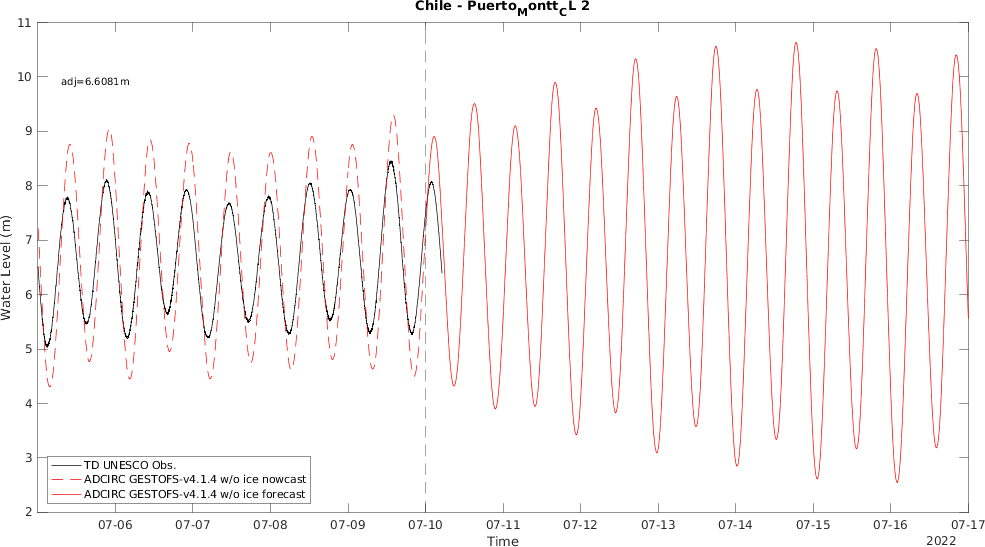 Chile - Puerto_Montt_CL 2
11
10
9
8
7
6
5
4
3
2
Water Level (m)
adj=6.6081m
TD UNESCO Obs.
ADCIRC GESTOFS-v4.1.4 w/o ice nowcast
ADCIRC GESTOFS-v4.1.4 w/o ice forecast
07-06 07-07 07-08 07-09 07-10 07-11 07-12 07-13 07-14 07-15 07-16 07-17
Time
2022